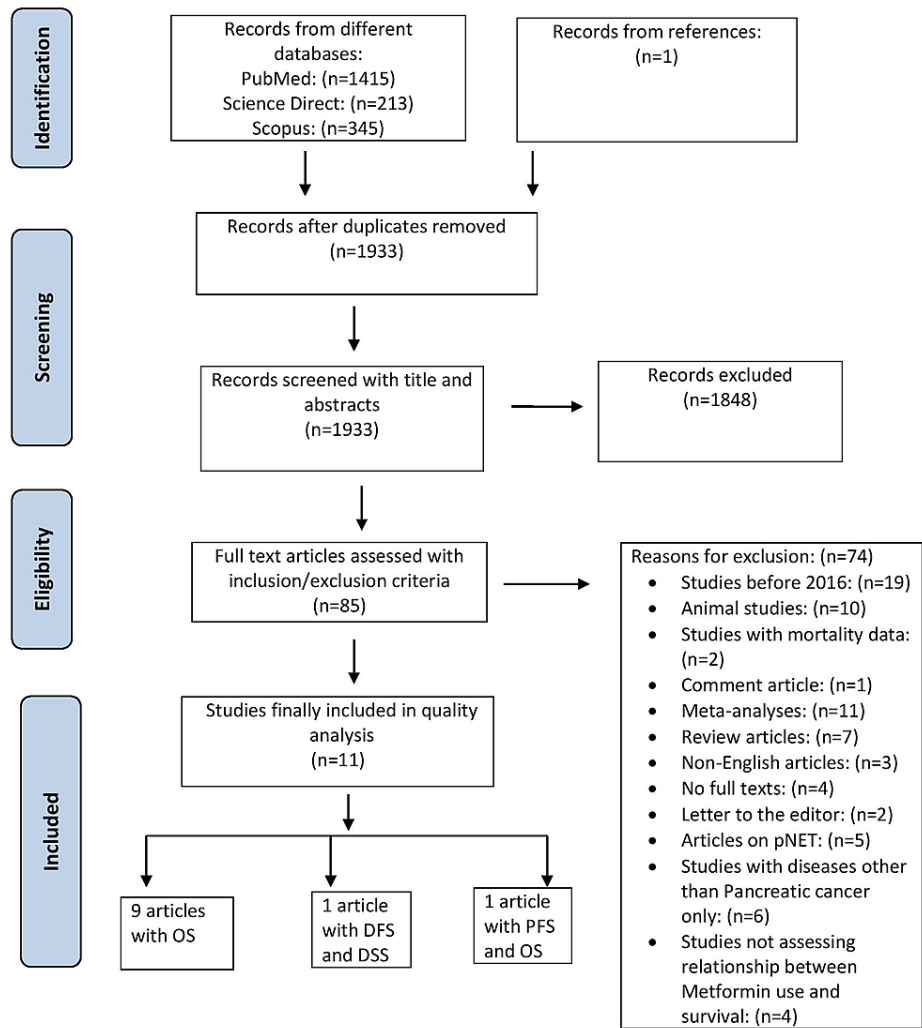 Identification
Records from different
databases:
PubMed: (n=1415)
Science Direct: (n=213)
Scopus: (n=345)
Records from references:
(n=1)
Screening
Records after duplicates removed
(n=1933)
Records screened with title and
abstracts
(n=1933)
Records excluded
(n=1848)
Eligibility
Full text articles assessed with
inclusion/exclusion criteria
(n=85)
Reasons for exclusion: (n=74)
• Studies before 2016: (n=19)
• Animal studies: (n=10)
• Studies with mortality data:
(n=2)
• Comment article: (n=1)
• Meta-analyses: (n=11)
• Review articles: (n=7)
• Non-English articles: (n=3)
• No full texts: (n=4)
• Letter to the editor: (n=2)
• Articles on pNET: (n=5)
• Studies with diseases other
than Pancreatic cancer
only: (n=6)
• Studies not assessing
relationship between
Metformin use and
survival: (n=4)
Included
Studies finally included in quality
analysis
(n=11)
9 articles
with OS
1 article
with DFS
and DSS
1 article
with PFS
and OS